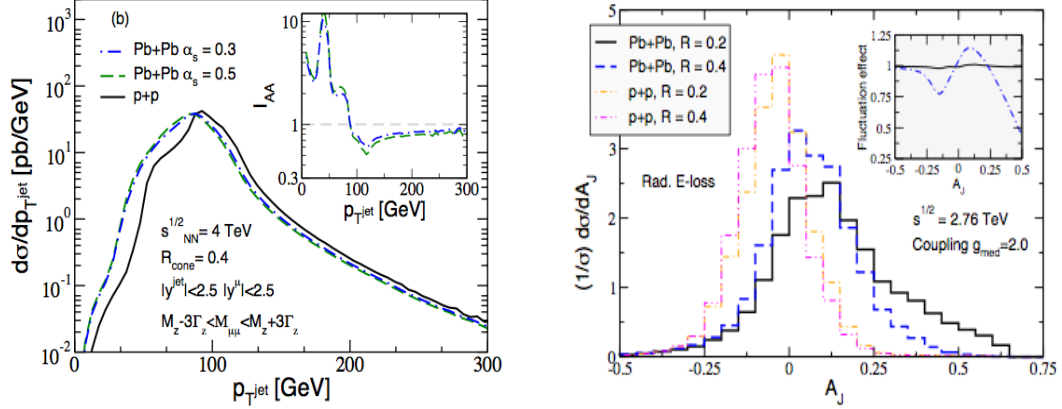 (b)
Pb+Pb αs = 0.3
Pb+Pb αs = 0.5
p+p
dσ/dpTjet [pb/GeV]
10³
10²
10¹
10⁰
10⁻¹
10⁻²
IAA
10
1
0.3
0 100 200 300
pTjet [GeV]
s1/2NN = 4 TeV
Rcone = 0.4
|yjet|<2.5 |yμ|<2.5
Mz-3Γz<Mμμ<Mz+3Γz
0 100 200 300
pTjet [GeV]
(1/σ) dσ/dAJ
5
4
3
2
1
0
Pb+Pb, R = 0.2
Pb+Pb, R = 0.4
p+p, R = 0.2
p+p, R = 0.4
Rad. E-loss
Fluctuation effect
1.25
1
0.75
0.5
0.25
-0.5 -0.25 0 0.25 0.5
AJ
s1/2 = 2.76 TeV
Coupling gmed=2.0
-0.5 -0.25 0 0.25 0.5 0.75
AJ